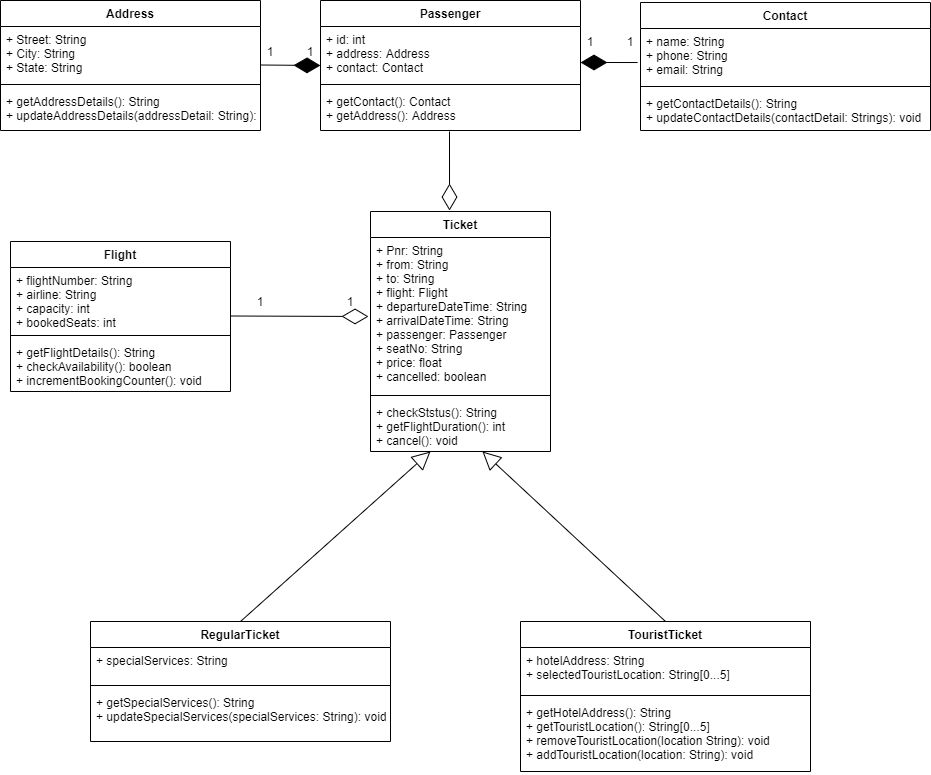 Address
+ Street: String
+ City: String
+ State: String
+ getAddressDetails(): String
+ updateAddressDetails(addressDetail: String):
1
1
Passenger
+ id: int
+ address: Address
+ contact: Contact
+ getContact(): Contact
+ getAddress(): Address
1
1
Contact
+ name: String
+ phone: String
+ email: String
+ getContactDetails(): String
+ updateContactDetails(contactDetail: Strings): void
Flight
+ flightNumber: String
+ airline: String
+ capacity: int
+ bookedSeats: int
+ getFlightDetails(): String
+ checkAvailability(): boolean
+ incrementBookingCounter(): void
1
1
Ticket
+ Pnr: String
+ from: String
+ to: String
+ flight: Flight
+ departureDateTime: String
+ arrivalDateTime: String
+ passenger: Passenger
+ seatNo: String
+ price: float
+ cancelled: boolean
+ checkStstus(): String
+ getFlightDuration(): int
+ cancel(): void
RegularTicket
+ specialServices: String
+ getSpecialServices(): String
+ updateSpecialServices(specialServices: String): void
TouristTicket
+ hotelAddress: String
+ selectedTouristLocation: String[0...5]
+ getHotelAddress(): String
+ getTouristLocation(): String[0...5]
+ removeTouristLocation(location String): void
+ addTouristLocation(location: String): void